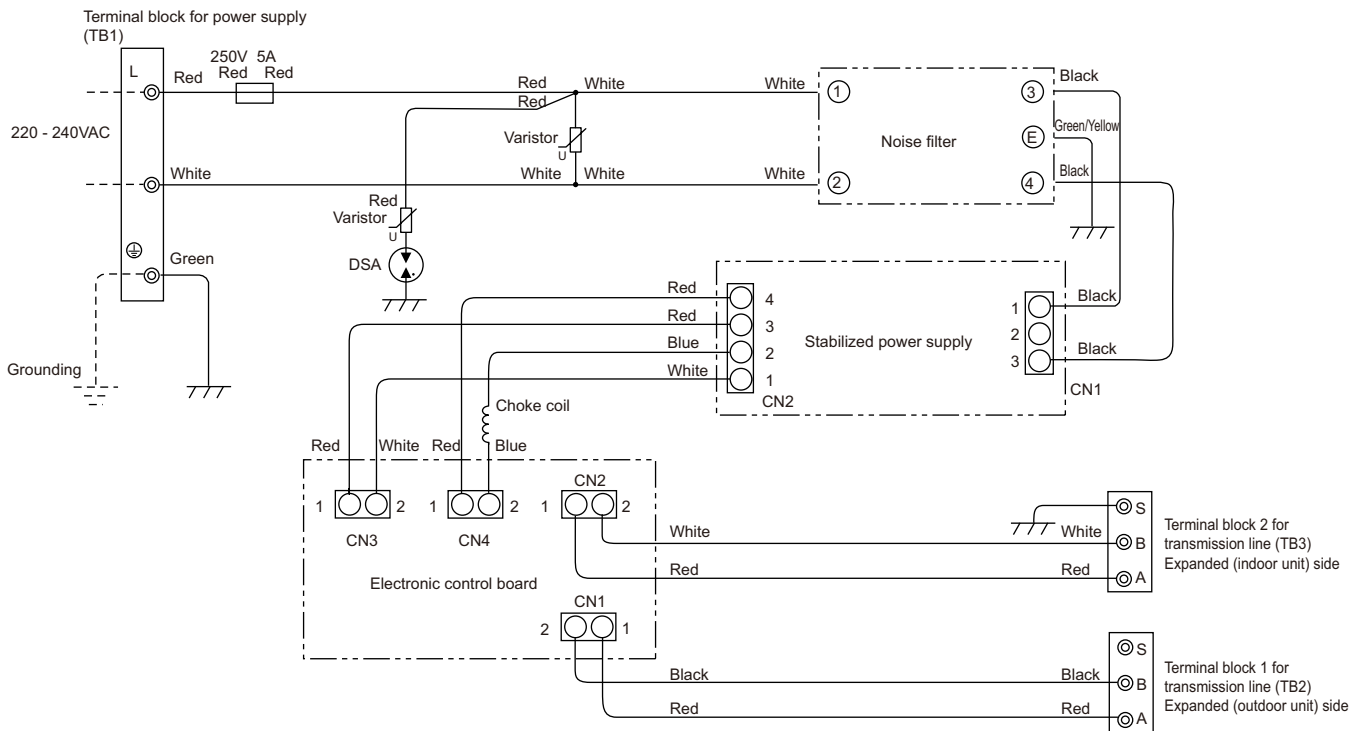 Terminal block for power supply
(TB1)
250V 5A
L
Red
Red
Red
Red
White
White
1
3
Black
Red
220 - 240VAC
Varistor
U
Noise filter
E
Green/Yellow
White
White
White
White
2
4
Black
Red
Varistor
U
Green
DSA
Red
4
1
Black
Red
3
2
Stabilized power supply
Blue
2
3
Black
White
1
CN2
CN1
Grounding
Choke coil
Red
White
Red
Blue
CN2
1
2
1
2
1
2
CN3
CN4
White
White
S
B
A
Terminal block 2 for
transmission line (TB3)
Expanded (indoor unit) side
Red
Red
Electronic control board
CN1
2
1
S
B
A
Terminal block 1 for
transmission line (TB2)
Expanded (outdoor unit) side
Black
Black
Red
Red